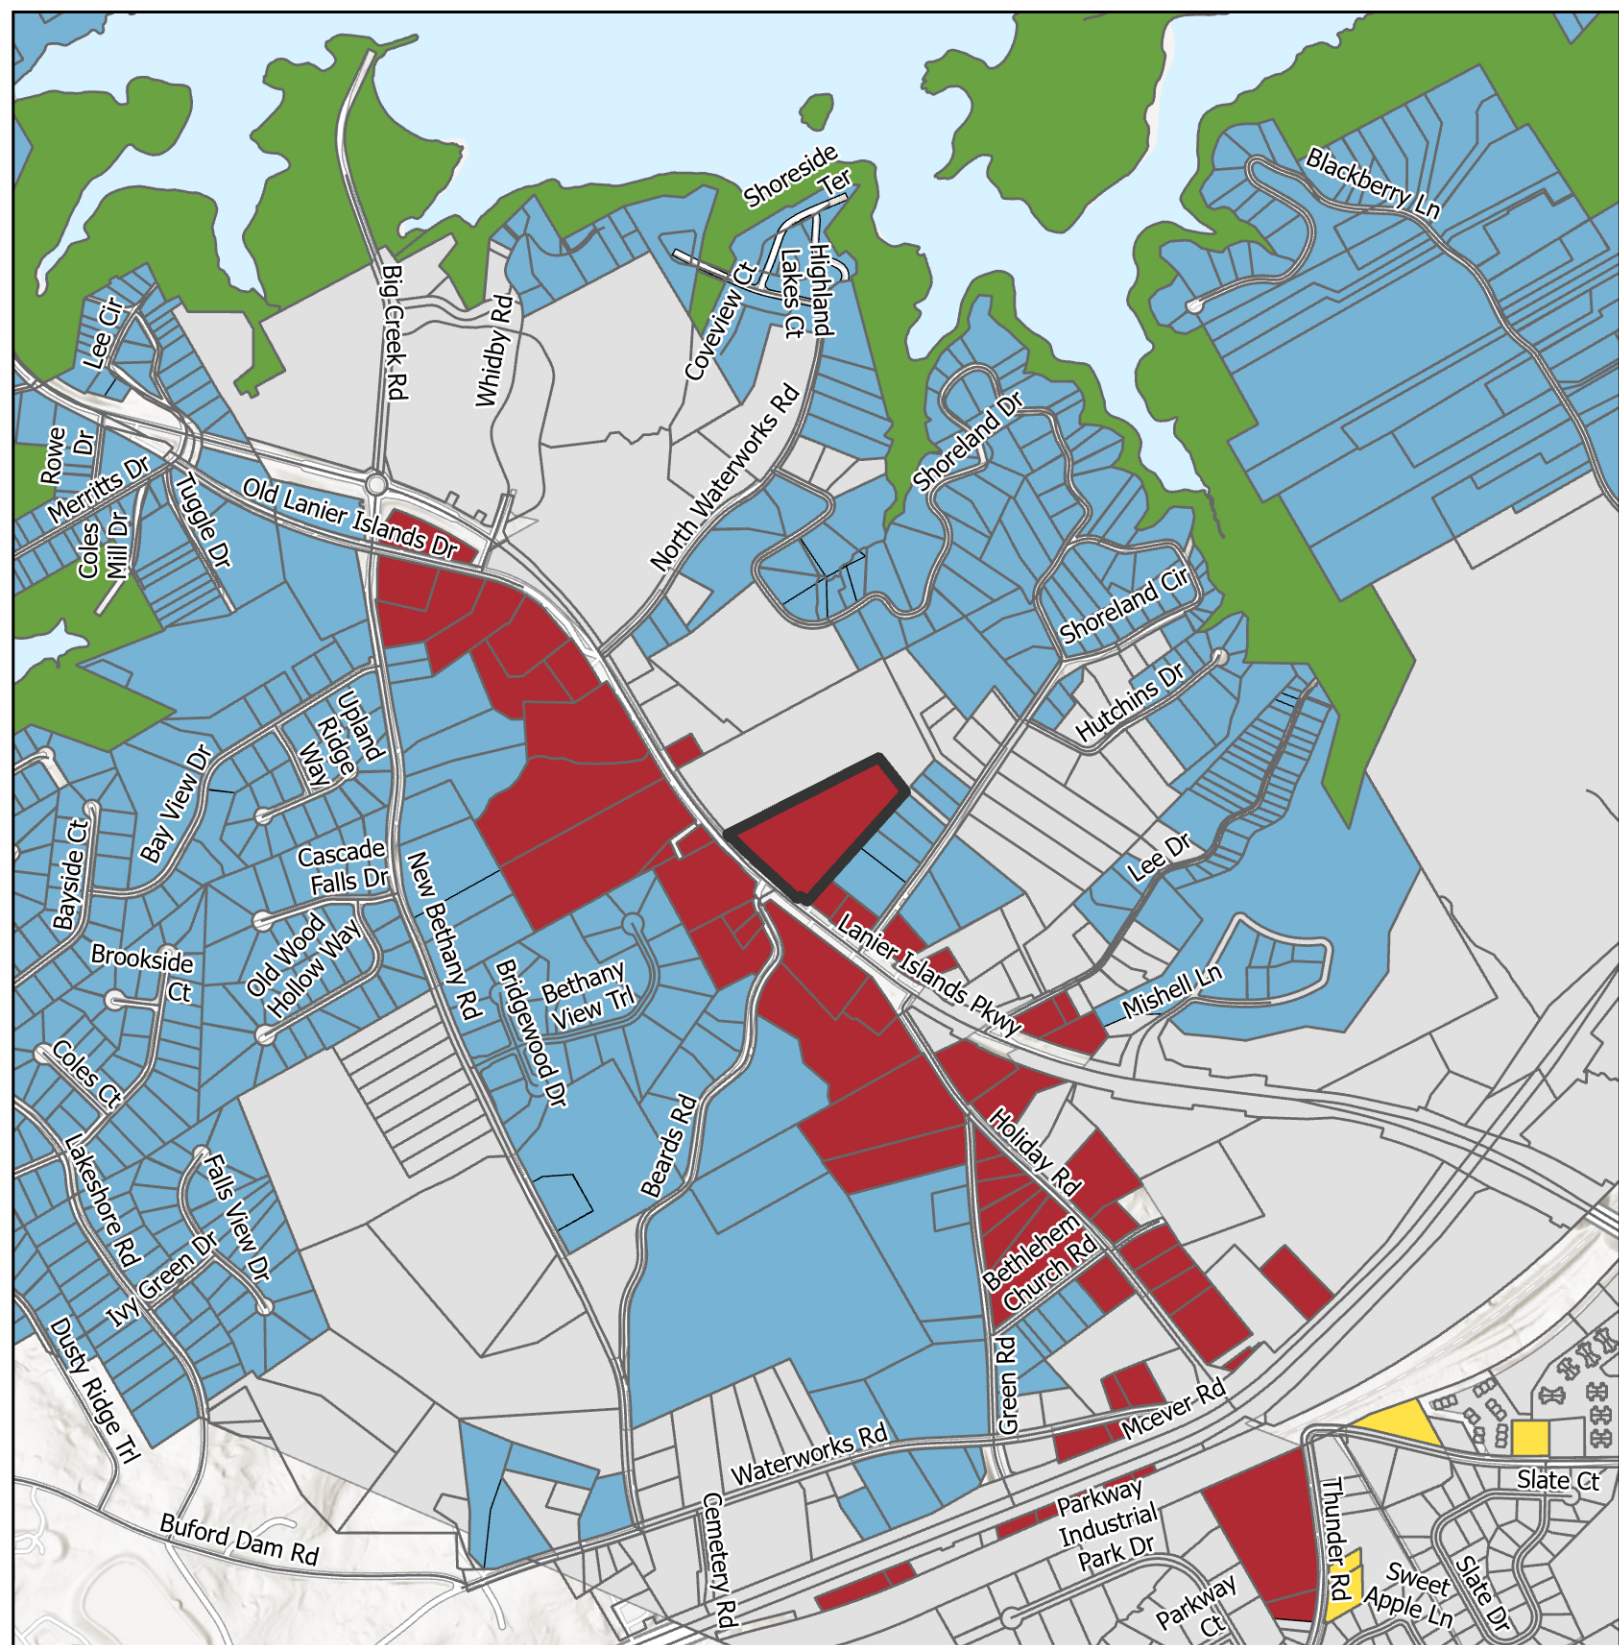 Shoreside
Ter
Blackberry Ln
Highland
Lakes Ct
Coveview Ct
Big Creek Rd
Whidby Rd
Lee Cir
North Waterworks Rd
Shoreland Dr
Rowe
Dr
Merritts Dr
Coles
Mill Dr
Tuggle Dr
Old Lanier Islands Dr
Shoreland Cir
Hutchins Dr
Upland
Ridge
Way
Bay View Dr
Bayside Ct
Cascade
Falls Dr
New Bethany Rd
Lee Dr
Old Wood
Hollow Way
Brookside
Ct
Bethany
View Trl
Bridgewood Dr
Lanier Islands Pkwy
Mishell Ln
Coles Ct
Beards Rd
Holiday Rd
Lakeshore Rd
Falls View Dr
Ivy Green Dr
Bethlehem
Church Rd
Dusty Ridge Trl
Green Rd
Mcever Rd
Waterworks Rd
Slate Ct
Parkway
Industrial
Park Dr
Thunder Rd
Cemetery Rd
Buford Dam Rd
Sweet
Apple Ln
Slate Dr
Parkway
Ct